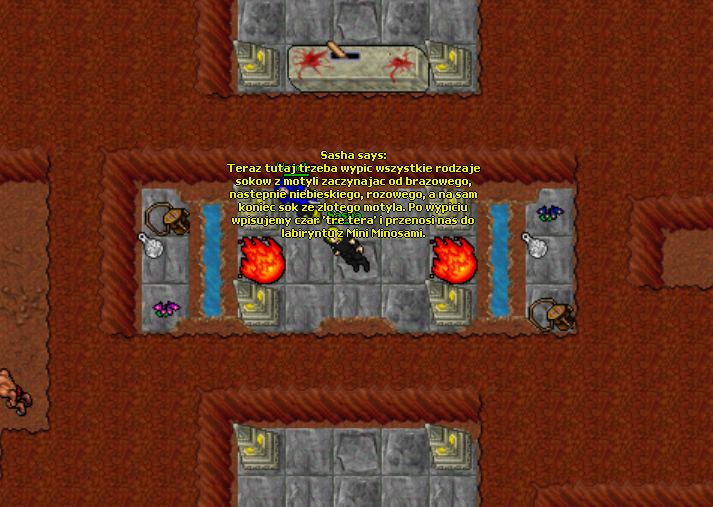 Sasha says:
Teraz tutaj trzeba wypic wszystkie rodzaje
sokow z motyli zaczynajac od brazowego,
nastepnie niebieskiego, rozowego, a na sam
koniec sok ze zlotego motyla. Po wypiciu
wpisujemy czar 'tre tera' i przenosi nas do
labiryntu z Mini Minosami.